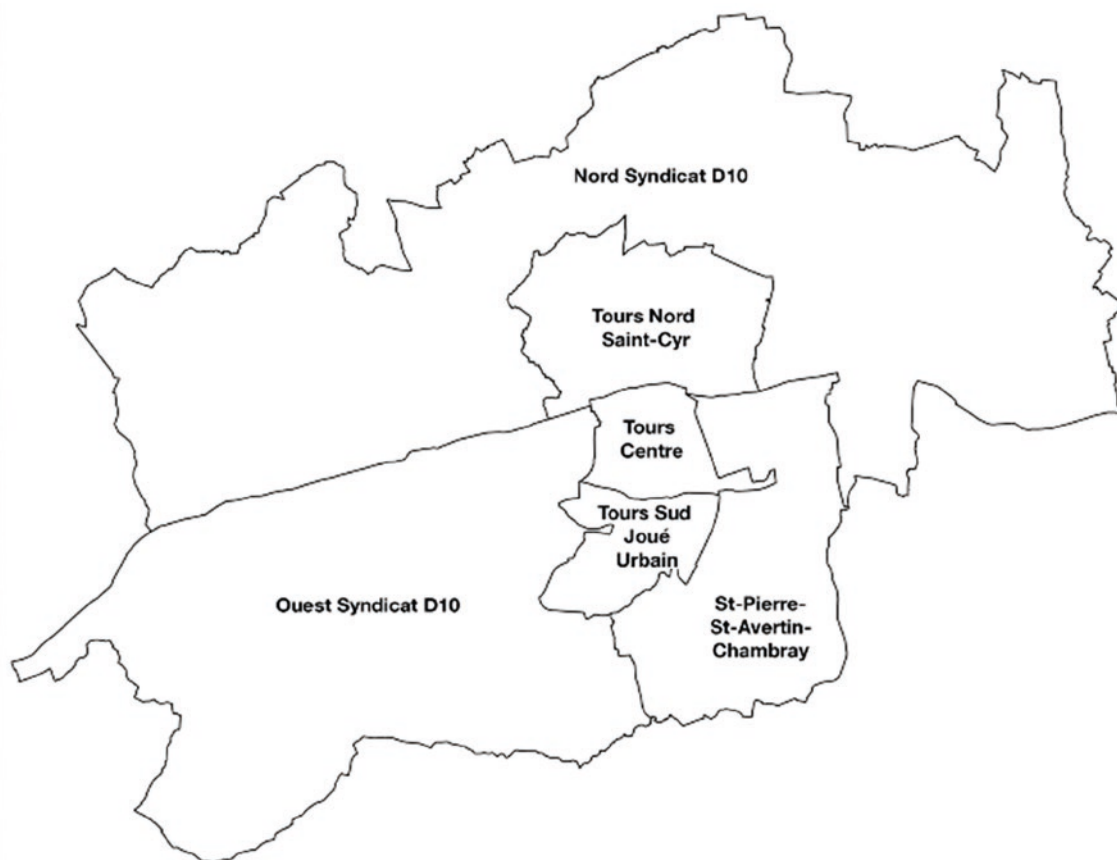 Nord Syndicat D10
Tours Nord
Saint-Cyr
Tours
Centre
Tours Sud
Joué
Urbain
Ouest Syndicat D10
St-Pierre-
St-Avertin-
Chambray